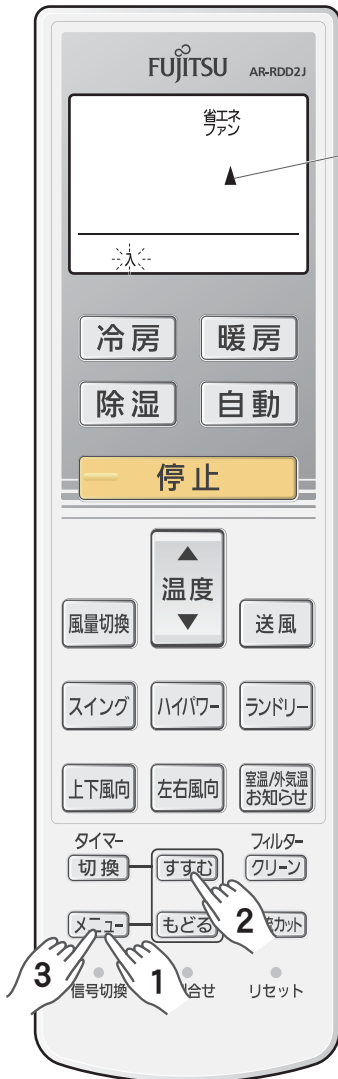 FUJITSU AR-RDD2J
省エネ
ファン
入
冷房 暖房
除湿 自動
停止
温度
風量切換 送風
スイング ハイパワー ランドリー
上下風向 左右風向 室温/外気温
お知らせ
タイマー フィルター
切換 すすむ クリーン
メニュー もどる カット
2
3 1
信号切換 合せ リセット